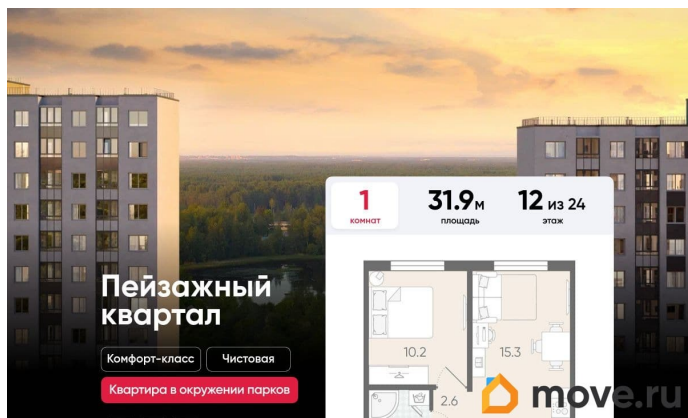 1
комнат
31.9м
площадь
12 из 24
этаж
Пейзажный
квартал
Комфорт-класс
Чистовая
Квартира в окружении парков
10.2
15.3
2.6
move.ru